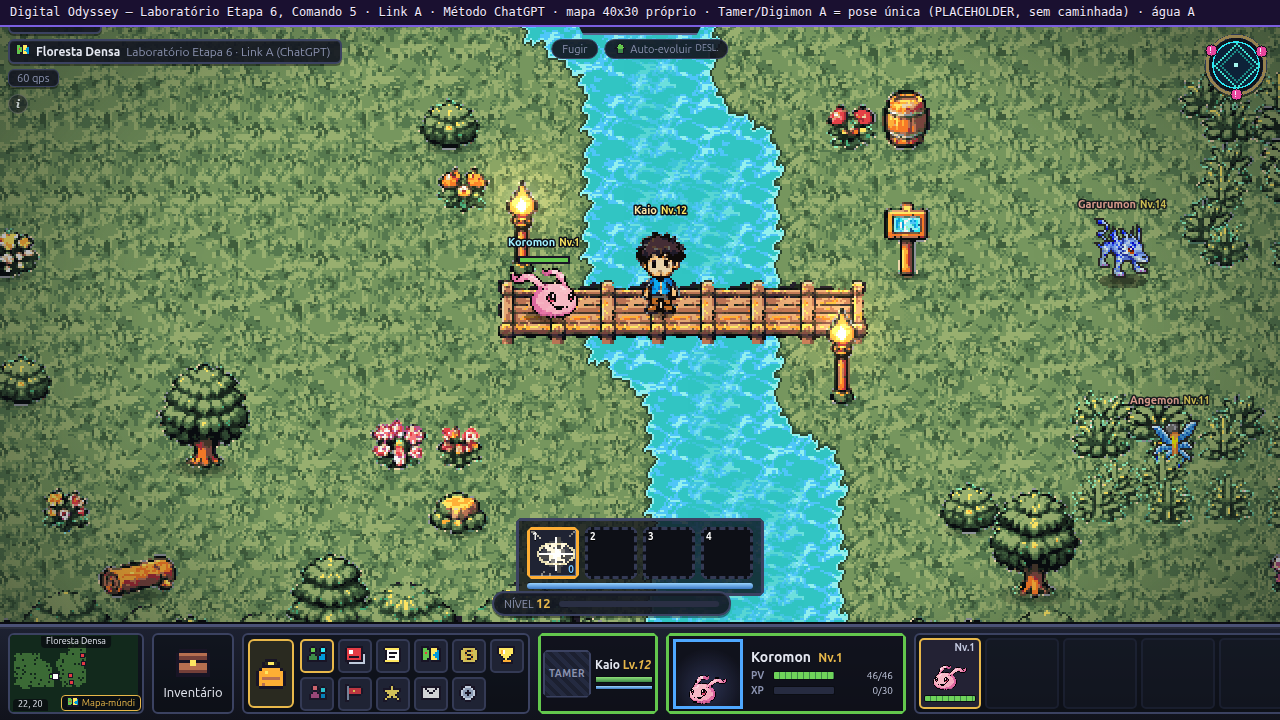 Digital Odyssey — Laboratório Etapa 6, Comando 5 · Link A · Método ChatGPT · mapa 40x30 próprio · Tamer/Digimon A = pose única (PLACEHOLDER, sem caminhada) · água A
Floresta Densa Laboratório Etapa 6 · Link A (ChatGPT)
Fugir
Auto-evoluir DESL.
60 qps
i
Kaio Nv.12
Garurumon Nv.14
Koromon Nv.1
Angemon Nv.11
1
0
2
3
4
NÍVEL 12
Floresta Densa
22, 20
Mapa-múndi
Inventário
TAMER
Kaio Lv.12
Koromon Nv.1
PV 46/46
XP 0/30
Nv.1